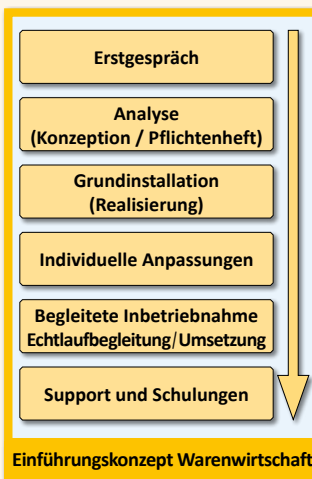 Erstgespräch
Analyse
(Konzeption / Pflichtenheft)
Grundinstallation
(Realisierung)
Individuelle Anpassungen
Begleitete Inbetriebnahme
Echtlaufbegleitung/Umsetzung
Support und Schulungen
Einführungskonzept Warenwirtschaft